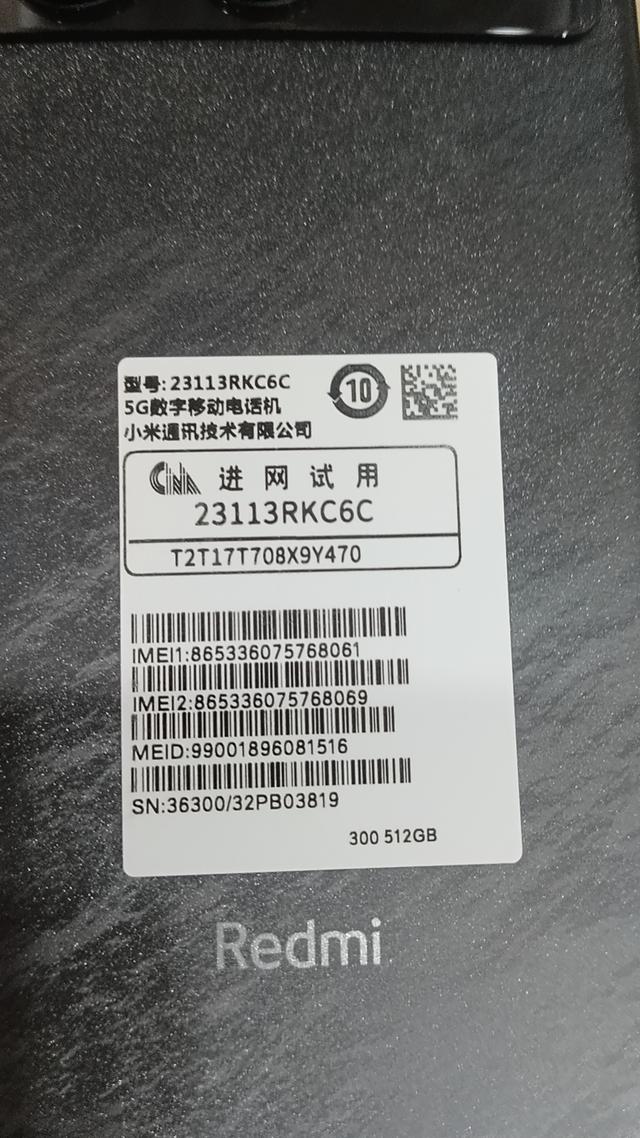 型号:23113RKC6C
5G数字移动电话机
小米通讯技术有限公司
10
CINA 进网试用
23113RKC6C
T2T17T708X9Y470
IMEI1:865336075768061
IMEI2:865336075768069
MEID:99001896081516
SN:36300/32PB03819
300 512GB
Redmi